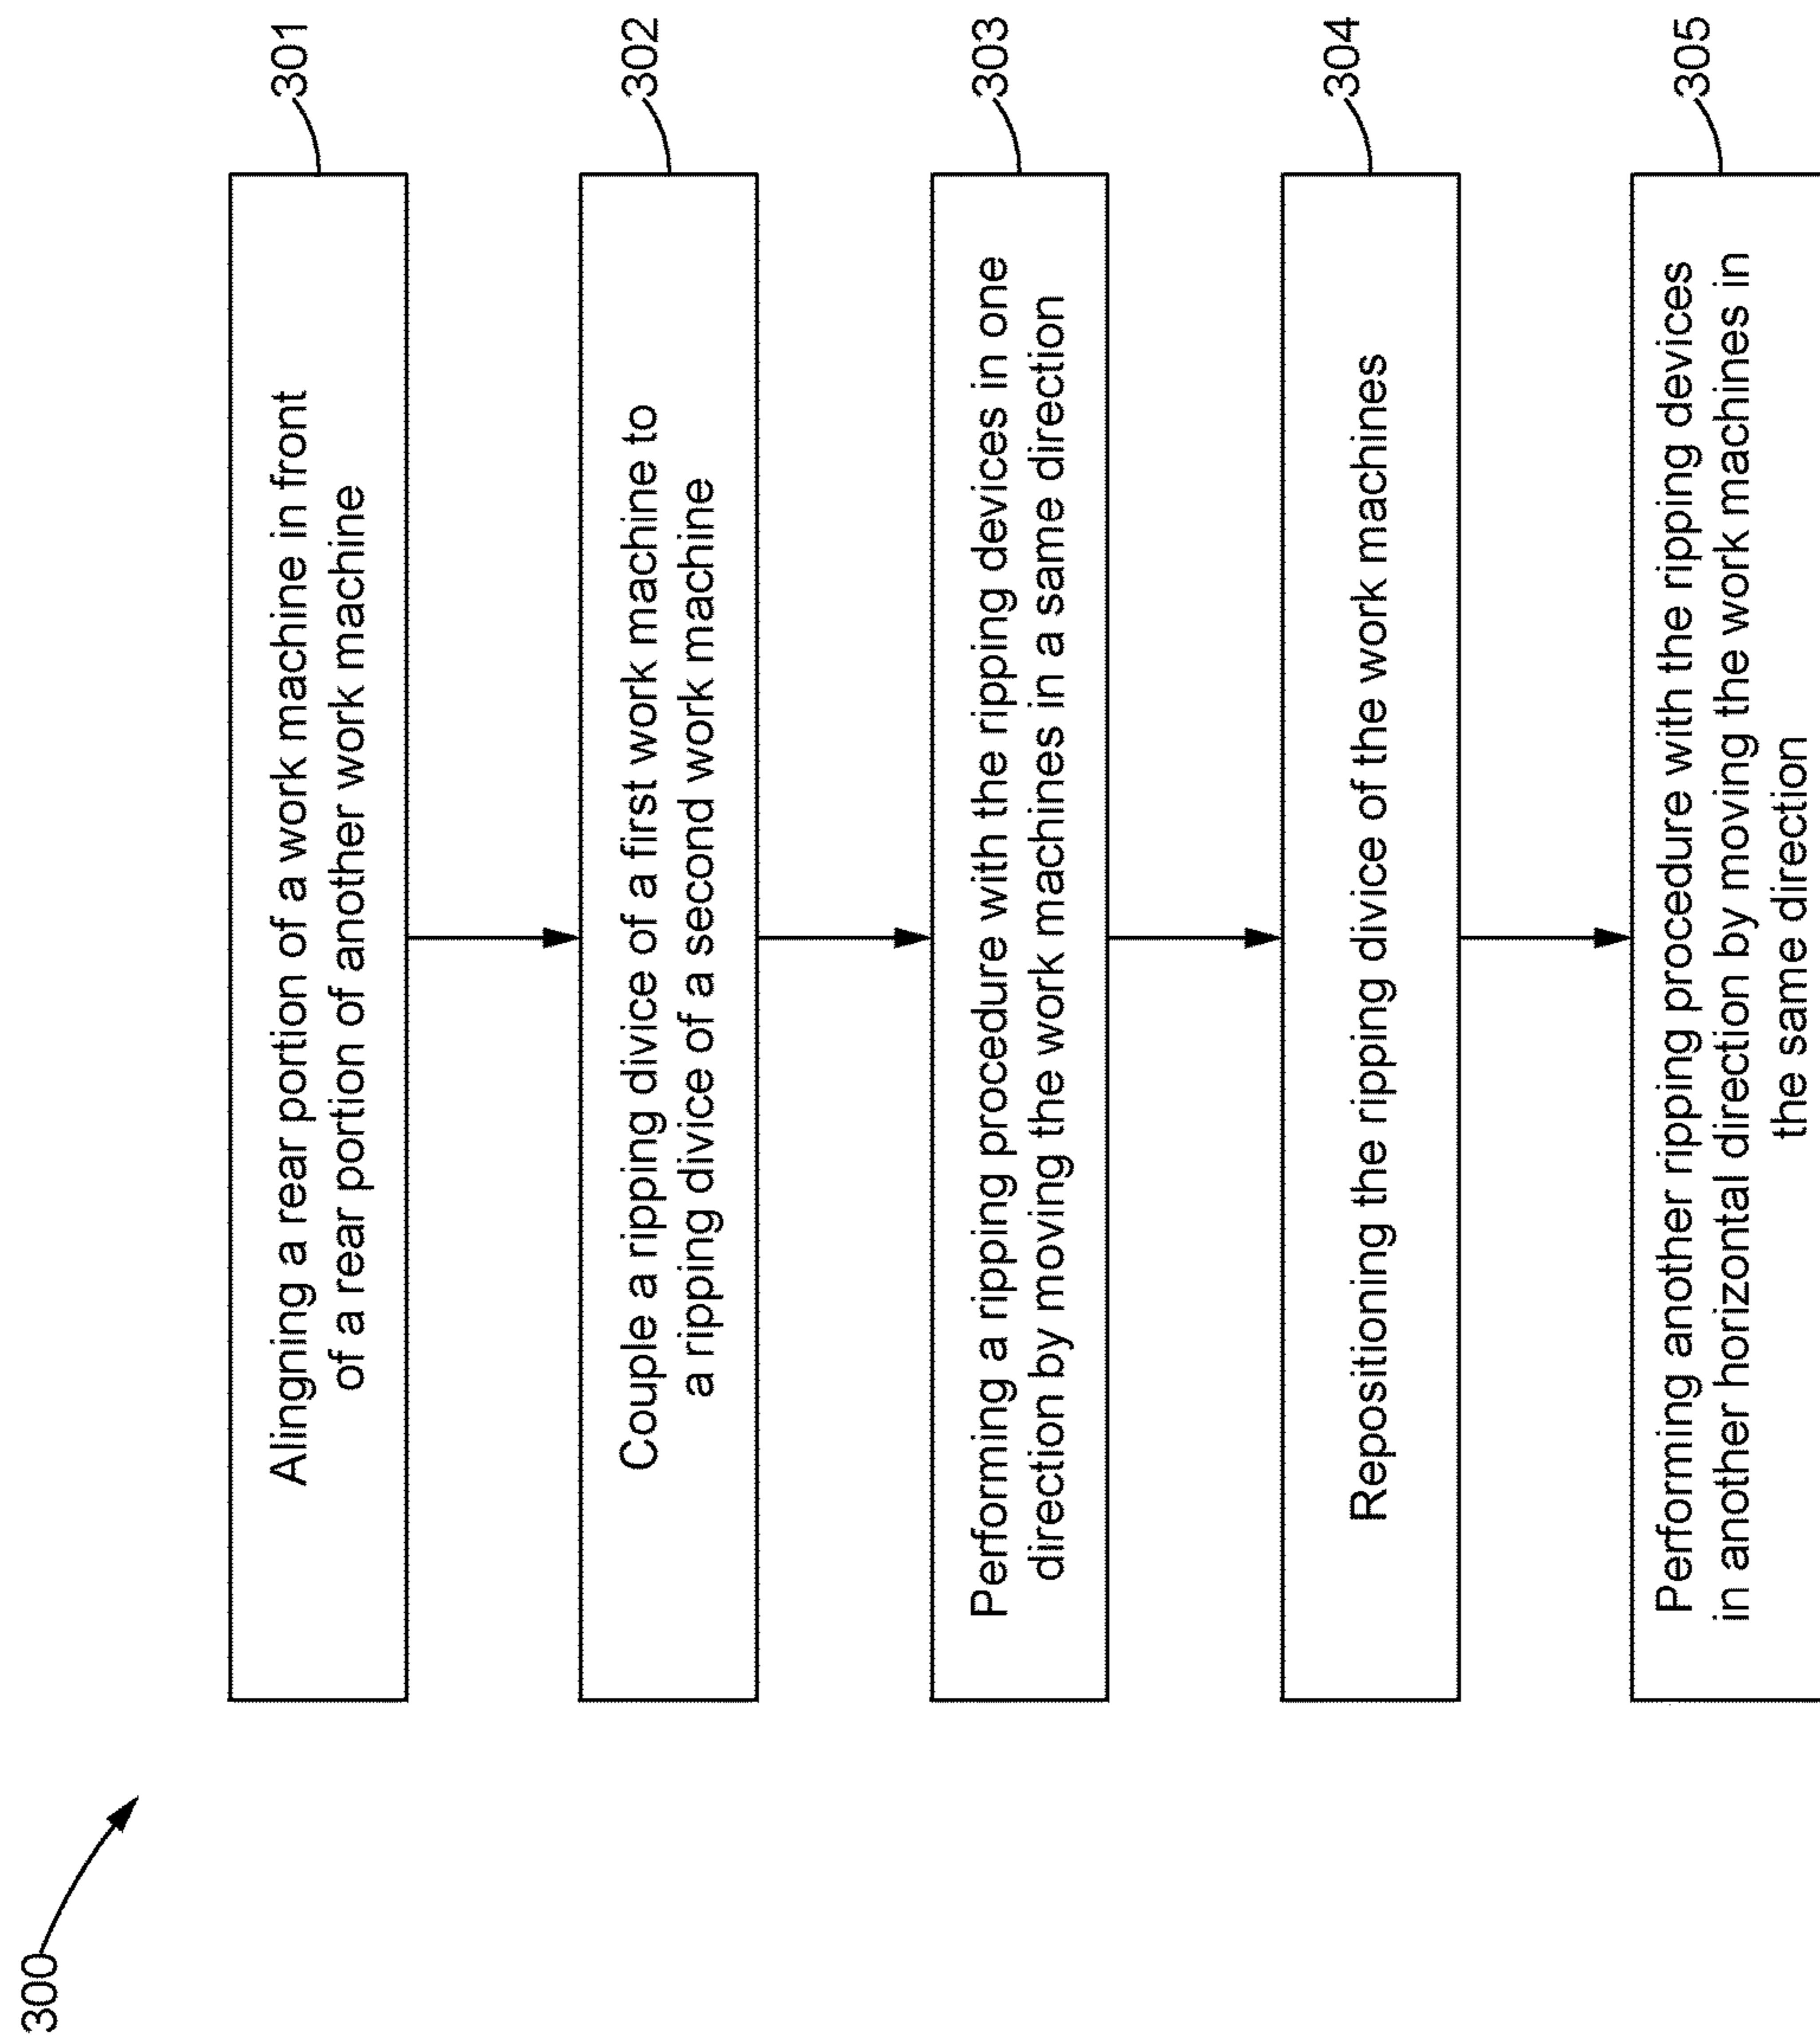 300
Alingning a rear portion of a work machine in front
of a rear portion of another work machine
301
Couple a ripping divice of a first work machine to
a ripping divice of a second work machine
302
Performing a ripping procedure with the ripping devices in one
direction by moving the work machines in a same direction
303
Repositioning the ripping divice of the work machines
304
Performing another ripping procedure with the ripping devices
in another horizontal direction by moving the work machines in
the same direction
305